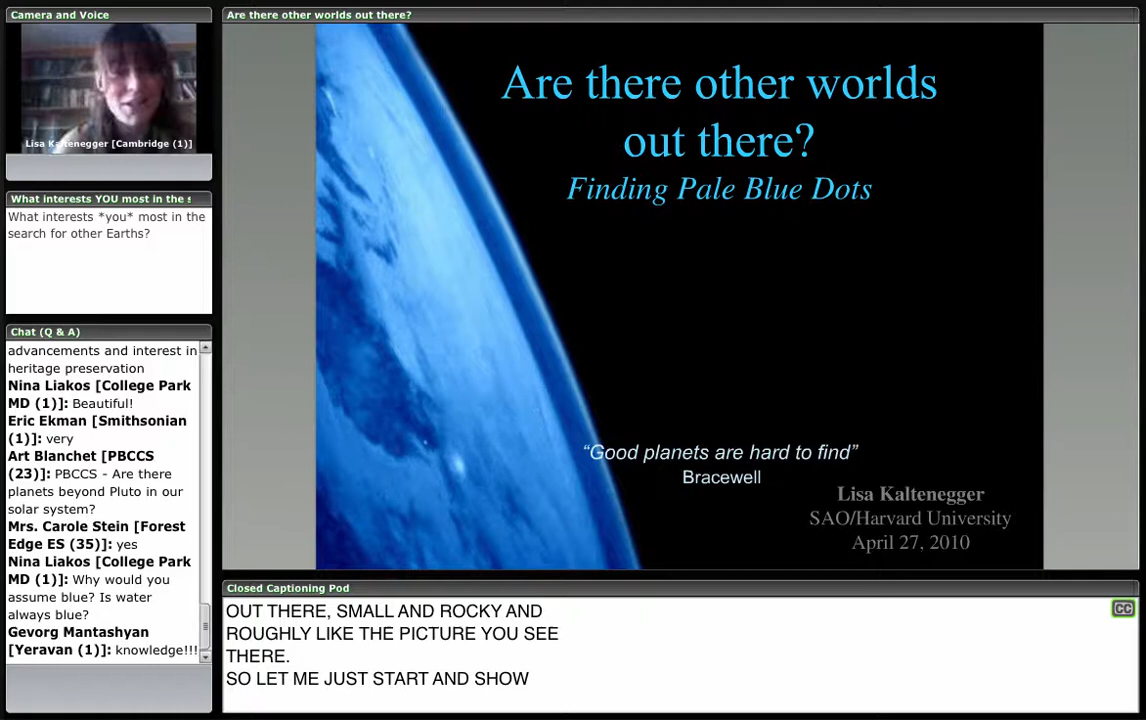 Camera and Voice
Lisa Kaltenegger [Cambridge (1)]
What interests YOU most in the s
What interests *you* most in the
search for other Earths?
Chat (Q & A)
advancements and interest in
heritage preservation
Nina Liakos [College Park
MD (1)]: Beautiful!
Eric Ekman [Smithsonian
(1)]: very
Art Blanchet [PBCCS
(23)]: PBCCS - Are there
planets beyond Pluto in our
solar system?
Mrs. Carole Stein [Forest
Edge ES (35)]: yes
Nina Liakos [College Park
MD (1)]: Why would you
assume blue? Is water
always blue?
Gevorg Mantashyan
[Yeravan (1)]: knowledge!!!
Are there other worlds out there?
Are there other worlds
out there?
Finding Pale Blue Dots
“Good planets are hard to find”
Bracewell
Lisa Kaltenegger
SAO/Harvard University
April 27, 2010
Closed Captioning Pod
OUT THERE, SMALL AND ROCKY AND
ROUGHLY LIKE THE PICTURE YOU SEE
THERE.
SO LET ME JUST START AND SHOW
CC